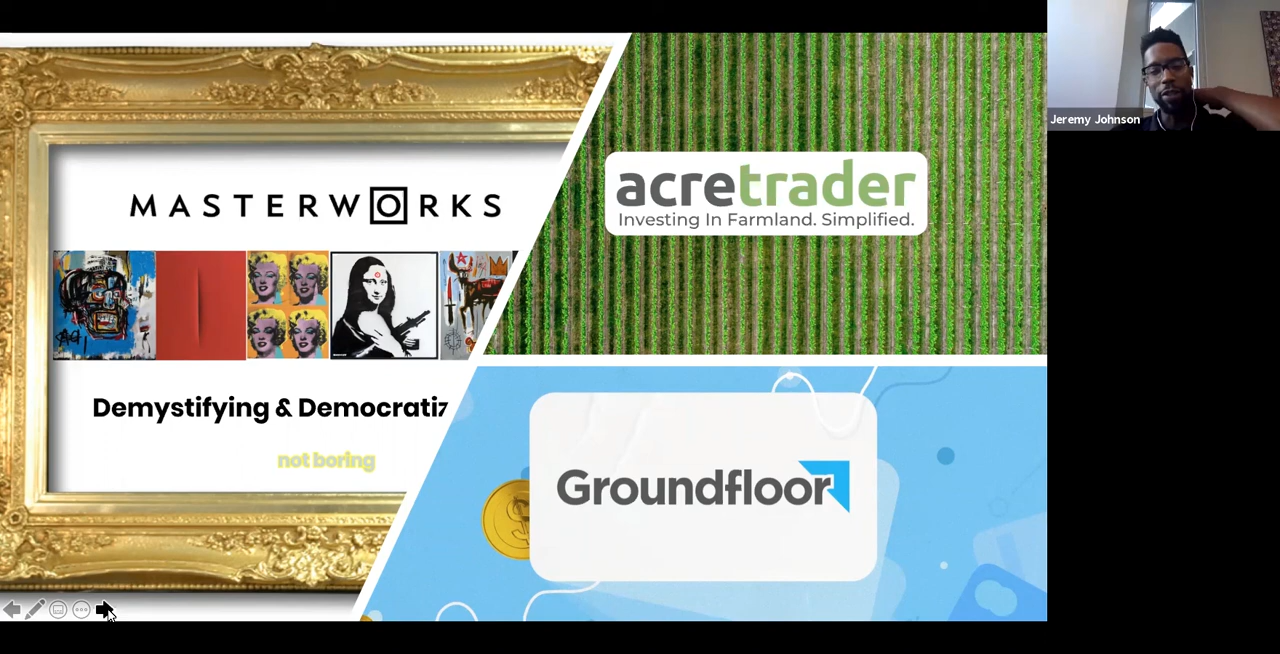 MASTERWORKS
Demystifying & Democratiz
not boring
acretrader
Investing In Farmland. Simplified.
Groundfloor
Jeremy Johnson